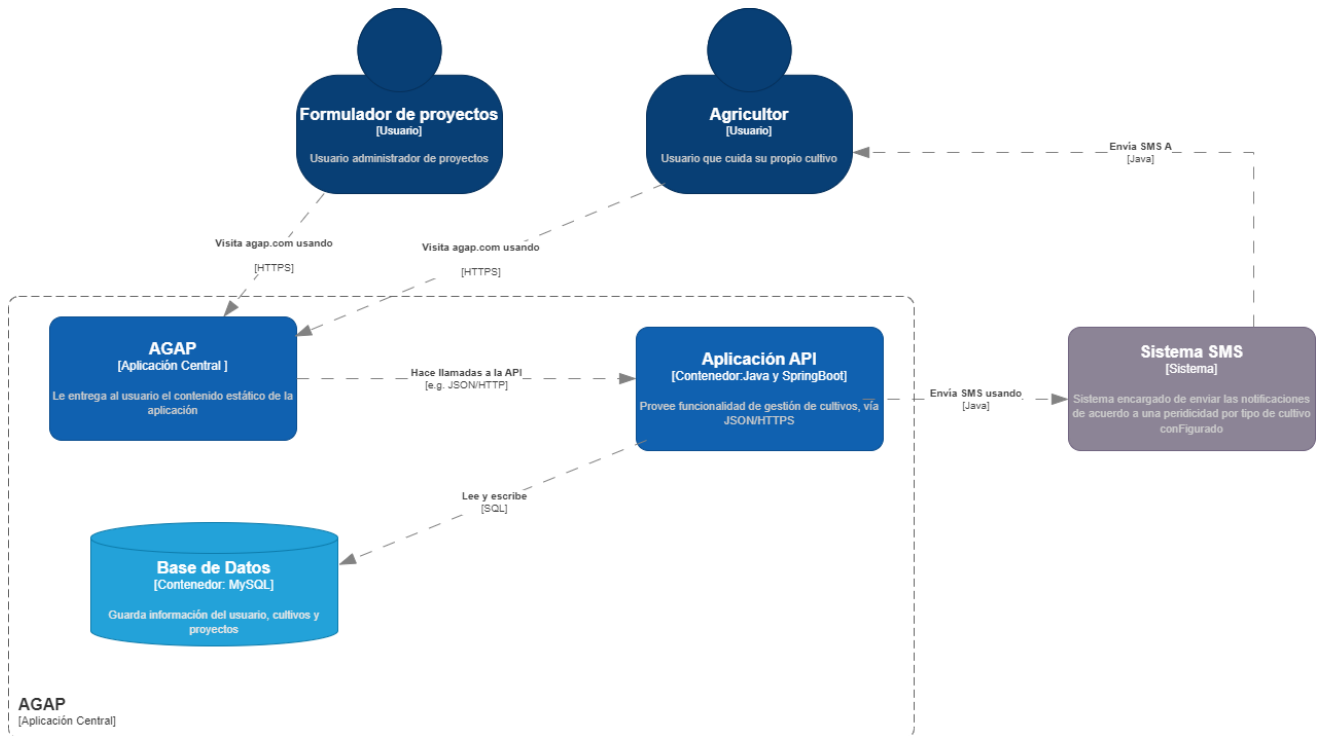 Formulador de proyectos
[Usuario]
Usuario administrador de proyectos
Agricultor
[Usuario]
Usuario que cuida su propio cultivo
Envía SMS A
[Java]
Visita agap.com usando
[HTTPS]
Visita agap.com usando
[HTTPS]
AGAP
[Aplicación Central ]
Le entrega al usuario el contenido estático de la
aplicación
Hace llamadas a la API
[e.g. JSON/HTTP]
Aplicación API
[Contenedor:Java y SpringBoot]
Provee funcionalidad de gestión de cultivos, vía
JSON/HTTPS
Envía SMS usando
[Java]
Sistema SMS
[Sistema]
Sistema encargado de enviar las notificaciones
de acuerdo a una peridicidad por tipo de cultivo
conFigurado
Lee y escribe
[SQL]
Base de Datos
[Contenedor: MySQL]
Guarda información del usuario, cultivos y
proyectos
AGAP
[Aplicación Central]